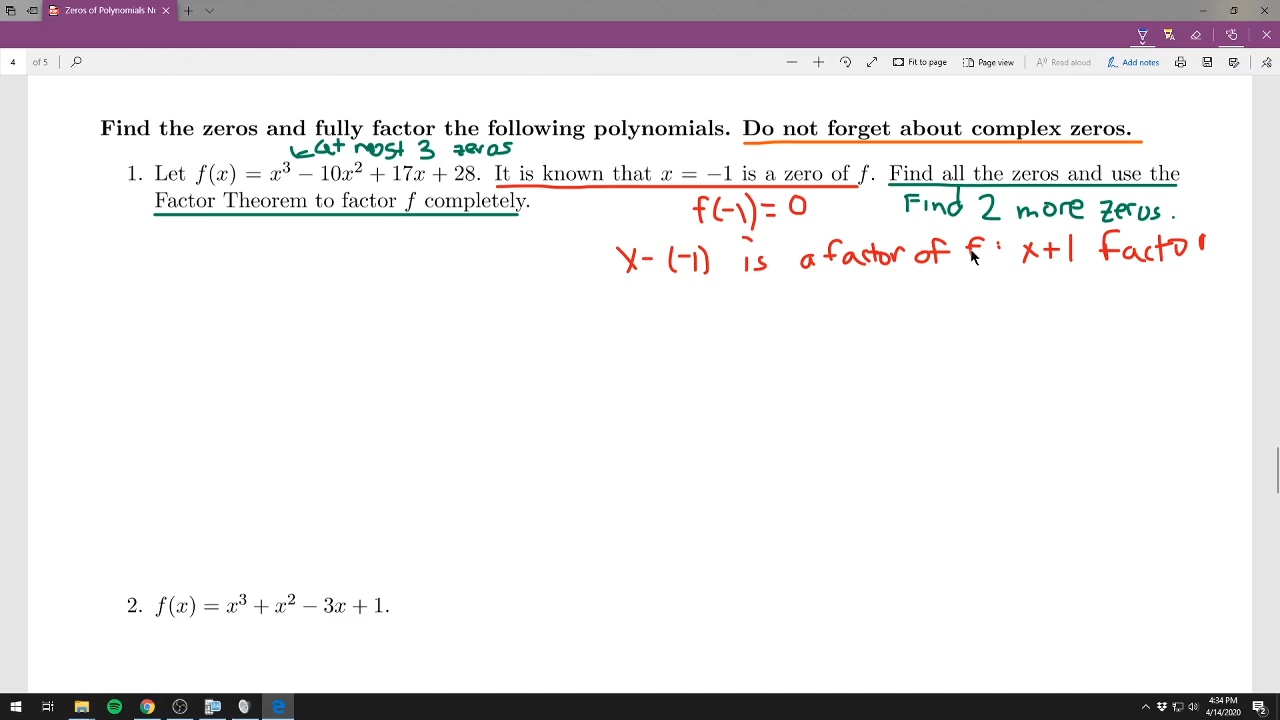 Zeros of Polynomials No
4 of 5 Fit to page Page view Read aloud Add notes
Find the zeros and fully factor the following polynomials. Do not forget about complex zeros.
at most 3 zeros
1. Let f(x) = x³ − 10x² + 17x + 28. It is known that x = −1 is a zero of f. Find all the zeros and use the
Factor Theorem to factor f completely.
f(-1) = 0 Find 2 more zeros.
x - (-1) is a factor of f: x+1 factor
2. f(x) = x³ + x² − 3x + 1.
4:34 PM
4/14/2020
2